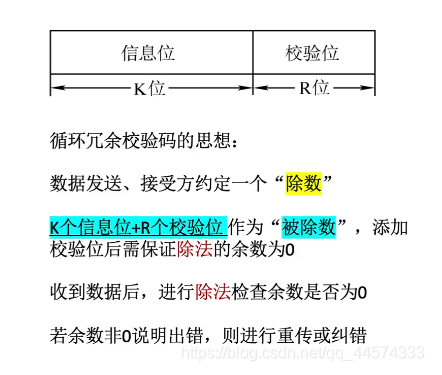 信息位 校验位
K位 R位
循环冗余校验码的思想：
数据发送、接受方约定一个“除数”
K个信息位+R个校验位 作为“被除数”，添加
校验位后需保证除法的余数为0
收到数据后，进行除法检查余数是否为0
若余数非0说明出错，则进行重传或纠错
https://blog.csdn.net/qq_44574333